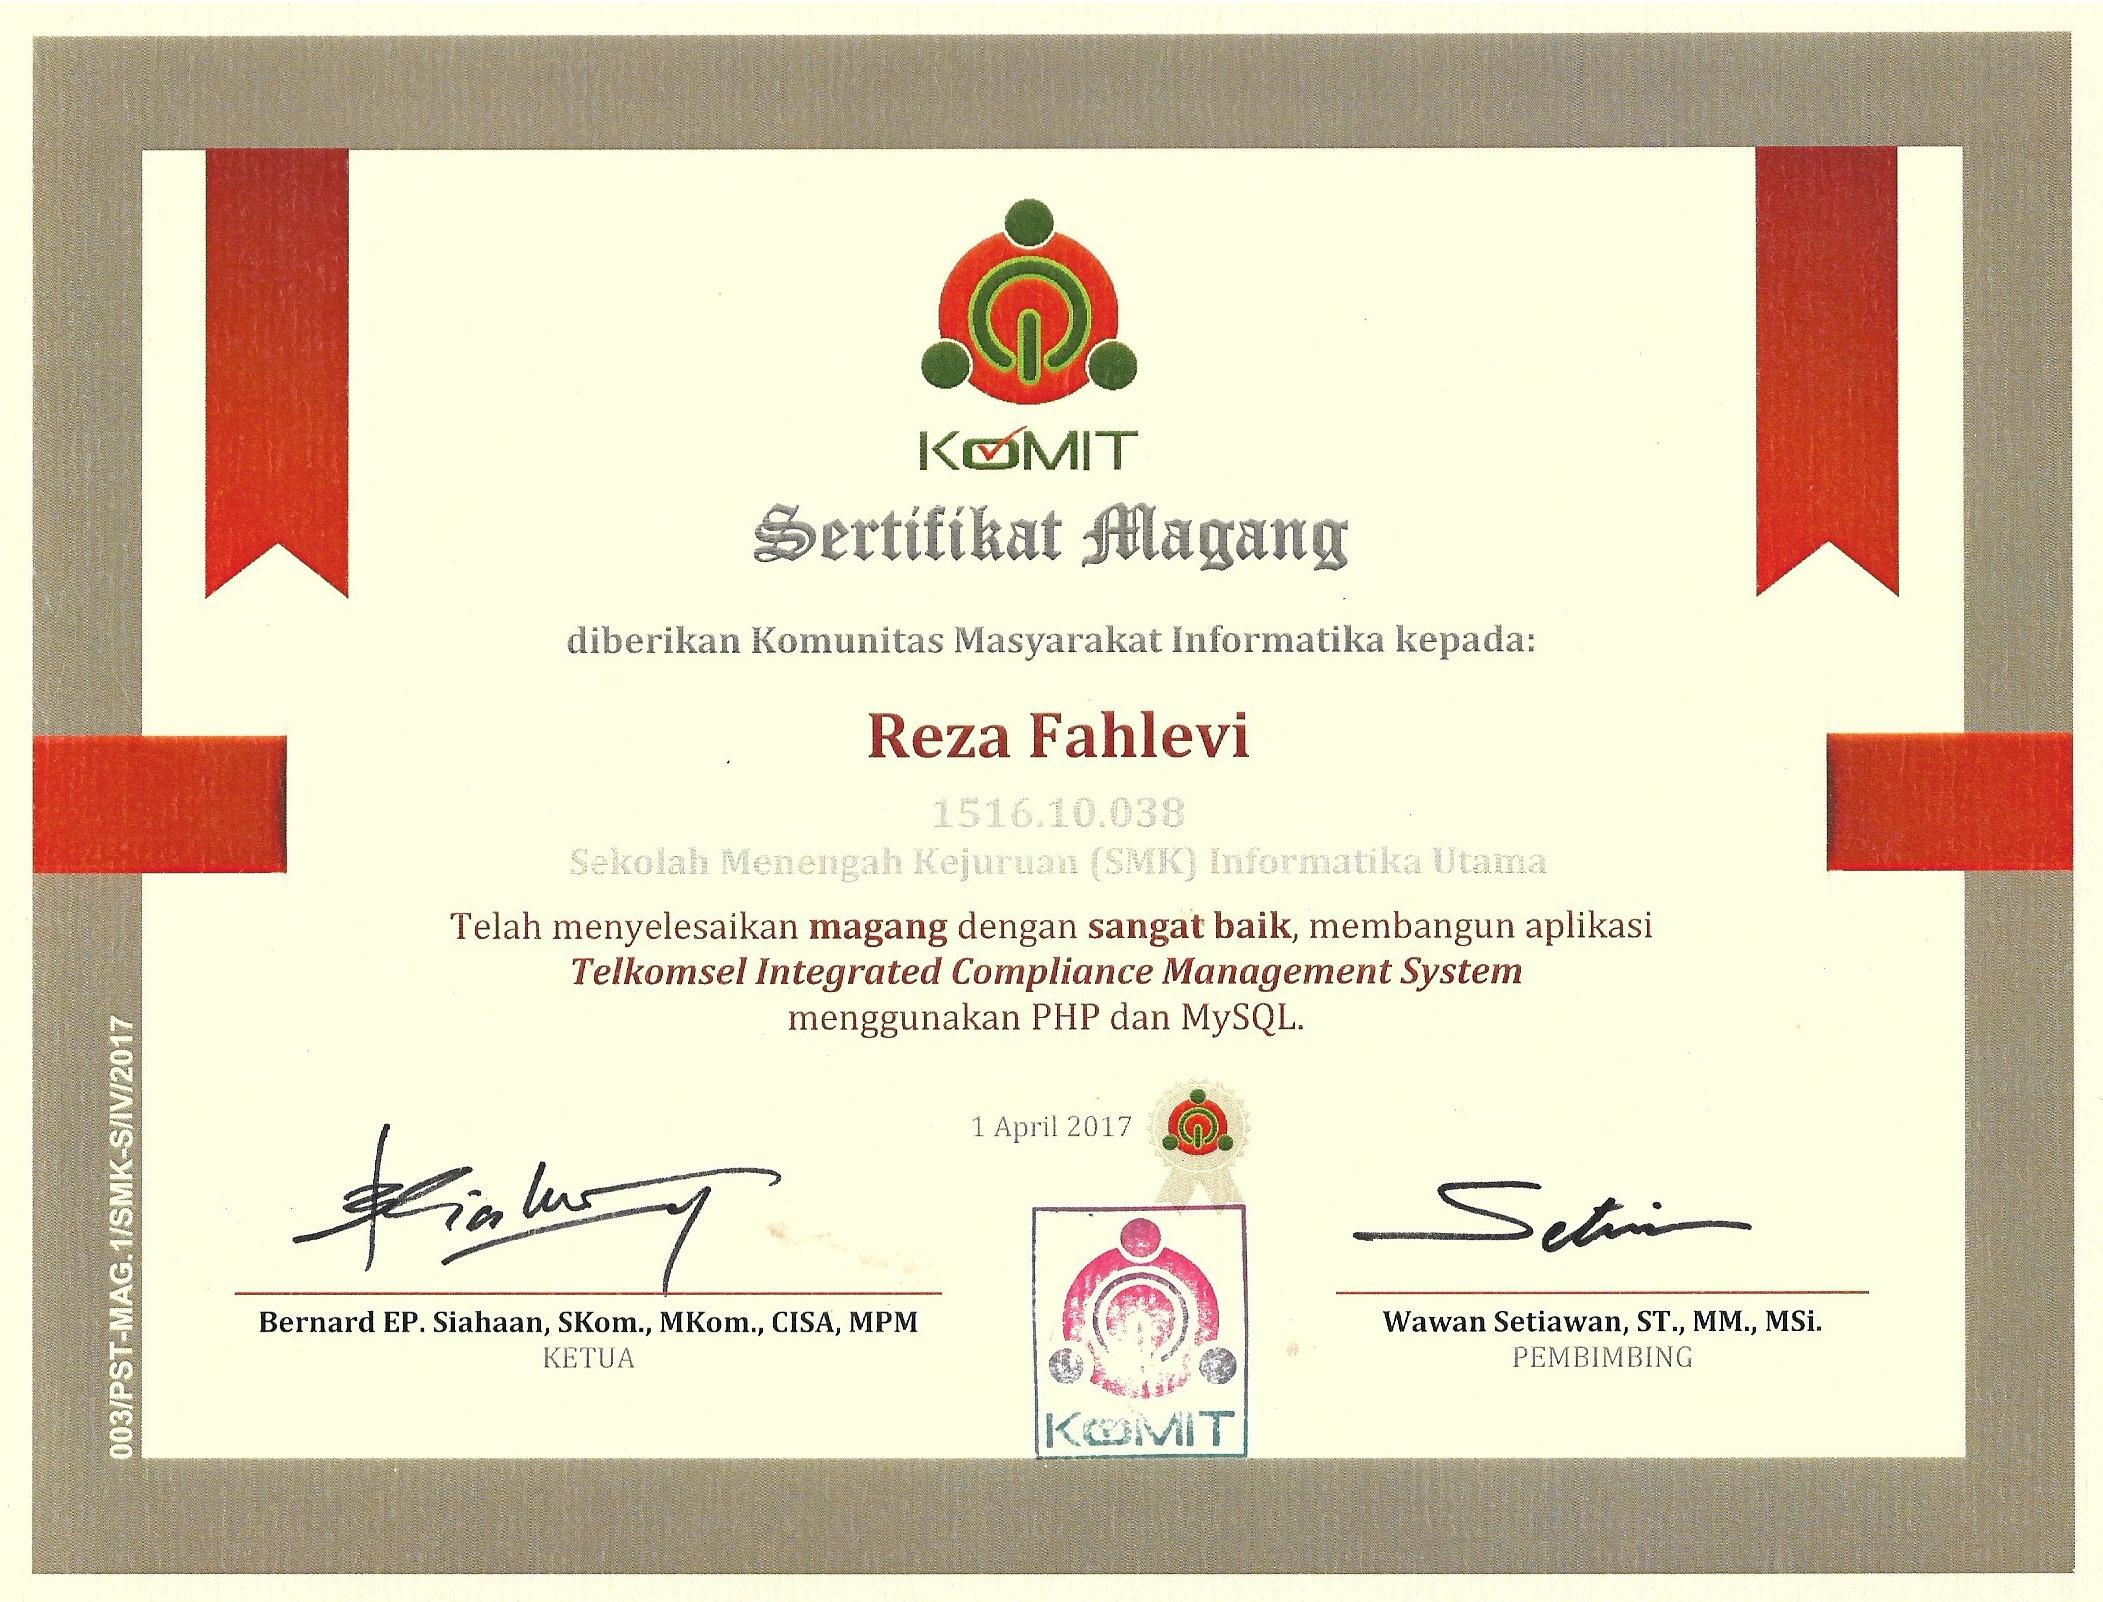 KOMIT
Sertifikat Magang
diberikan Komunitas Masyarakat Informatika kepada:
Reza Fahlevi
1516.10.038
Sekolah Menengah Kejuruan (SMK) Informatika Utama
Telah menyelesaikan magang dengan sangat baik, membangun aplikasi
Telkomsel Integrated Compliance Management System
menggunakan PHP dan MySQL.
1 April 2017
Bernard EP. Siahaan, SKom., MKom., CISA, MPM
KETUA
Wawan Setiawan, ST., MM., MSi.
PEMBIMBING
KOMIT
003/PST-MAG.1/SMK-S/IV/2017